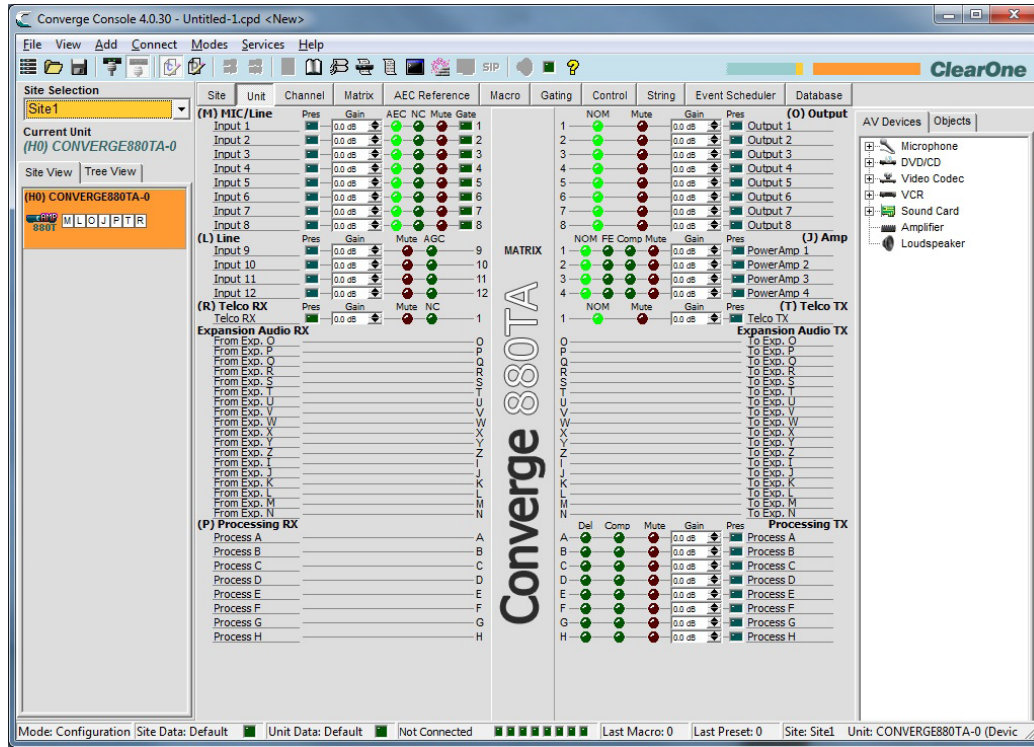 Converge Console 4.0.30 - Untitled-1.cpd <New>
File View Add Connect Modes Services Help
SIP
ClearOne
Site Selection
Site1
Current Unit
(H0) CONVERGE880TA-0
Site View Tree View
(H0) CONVERGE880TA-0
AMP
880T M L O J P T R
Site Unit Channel Matrix AEC Reference Macro Gating Control String Event Scheduler Database
(M) MIC/Line Pres Gain AEC NC Mute Gate
Input 1 0.0 dB 1
Input 2 0.0 dB 2
Input 3 0.0 dB 3
Input 4 0.0 dB 4
Input 5 0.0 dB 5
Input 6 0.0 dB 6
Input 7 0.0 dB 7
Input 8 0.0 dB 8
(L) Line Pres Gain Mute AGC
Input 9 0.0 dB 9
Input 10 0.0 dB 10
Input 11 0.0 dB 11
Input 12 0.0 dB 12
(R) Telco RX Pres Gain Mute NC
Telco RX 0.0 dB 1
Expansion Audio RX
From Exp. O O
From Exp. P P
From Exp. Q Q
From Exp. R R
From Exp. S S
From Exp. T T
From Exp. U U
From Exp. V V
From Exp. W W
From Exp. X X
From Exp. Y Y
From Exp. Z Z
From Exp. I I
From Exp. J J
From Exp. K K
From Exp. L L
From Exp. M M
From Exp. N N
(P) Processing RX
Process A A
Process B B
Process C C
Process D D
Process E E
Process F F
Process G G
Process H H
MATRIX
Converge 880TA
NOM Mute Gain Pres (O) Output
1 0.0 dB Output 1
2 0.0 dB Output 2
3 0.0 dB Output 3
4 0.0 dB Output 4
5 0.0 dB Output 5
6 0.0 dB Output 6
7 0.0 dB Output 7
8 0.0 dB Output 8
NOM FE Comp Mute Gain Pres (J) Amp
1 0.0 dB PowerAmp 1
2 0.0 dB PowerAmp 2
3 0.0 dB PowerAmp 3
4 0.0 dB PowerAmp 4
NOM Mute Gain Pres (T) Telco TX
1 0.0 dB Telco TX
Expansion Audio TX
O To Exp. O
P To Exp. P
Q To Exp. Q
R To Exp. R
S To Exp. S
T To Exp. T
U To Exp. U
V To Exp. V
W To Exp. W
X To Exp. X
Y To Exp. Y
Z To Exp. Z
I To Exp. I
J To Exp. J
K To Exp. K
L To Exp. L
M To Exp. M
N To Exp. N
Del Comp Mute Gain Pres Processing TX
A 0.0 dB Process A
B 0.0 dB Process B
C 0.0 dB Process C
D 0.0 dB Process D
E 0.0 dB Process E
F 0.0 dB Process F
G 0.0 dB Process G
H 0.0 dB Process H
AV Devices Objects
Microphone
DVD/CD
Video Codec
VCR
Sound Card
Amplifier
Loudspeaker
Mode: Configuration Site Data: Default Unit Data: Default Not Connected Last Macro: 0 Last Preset: 0 Site: Site1 Unit: CONVERGE880TA-0 (Devic